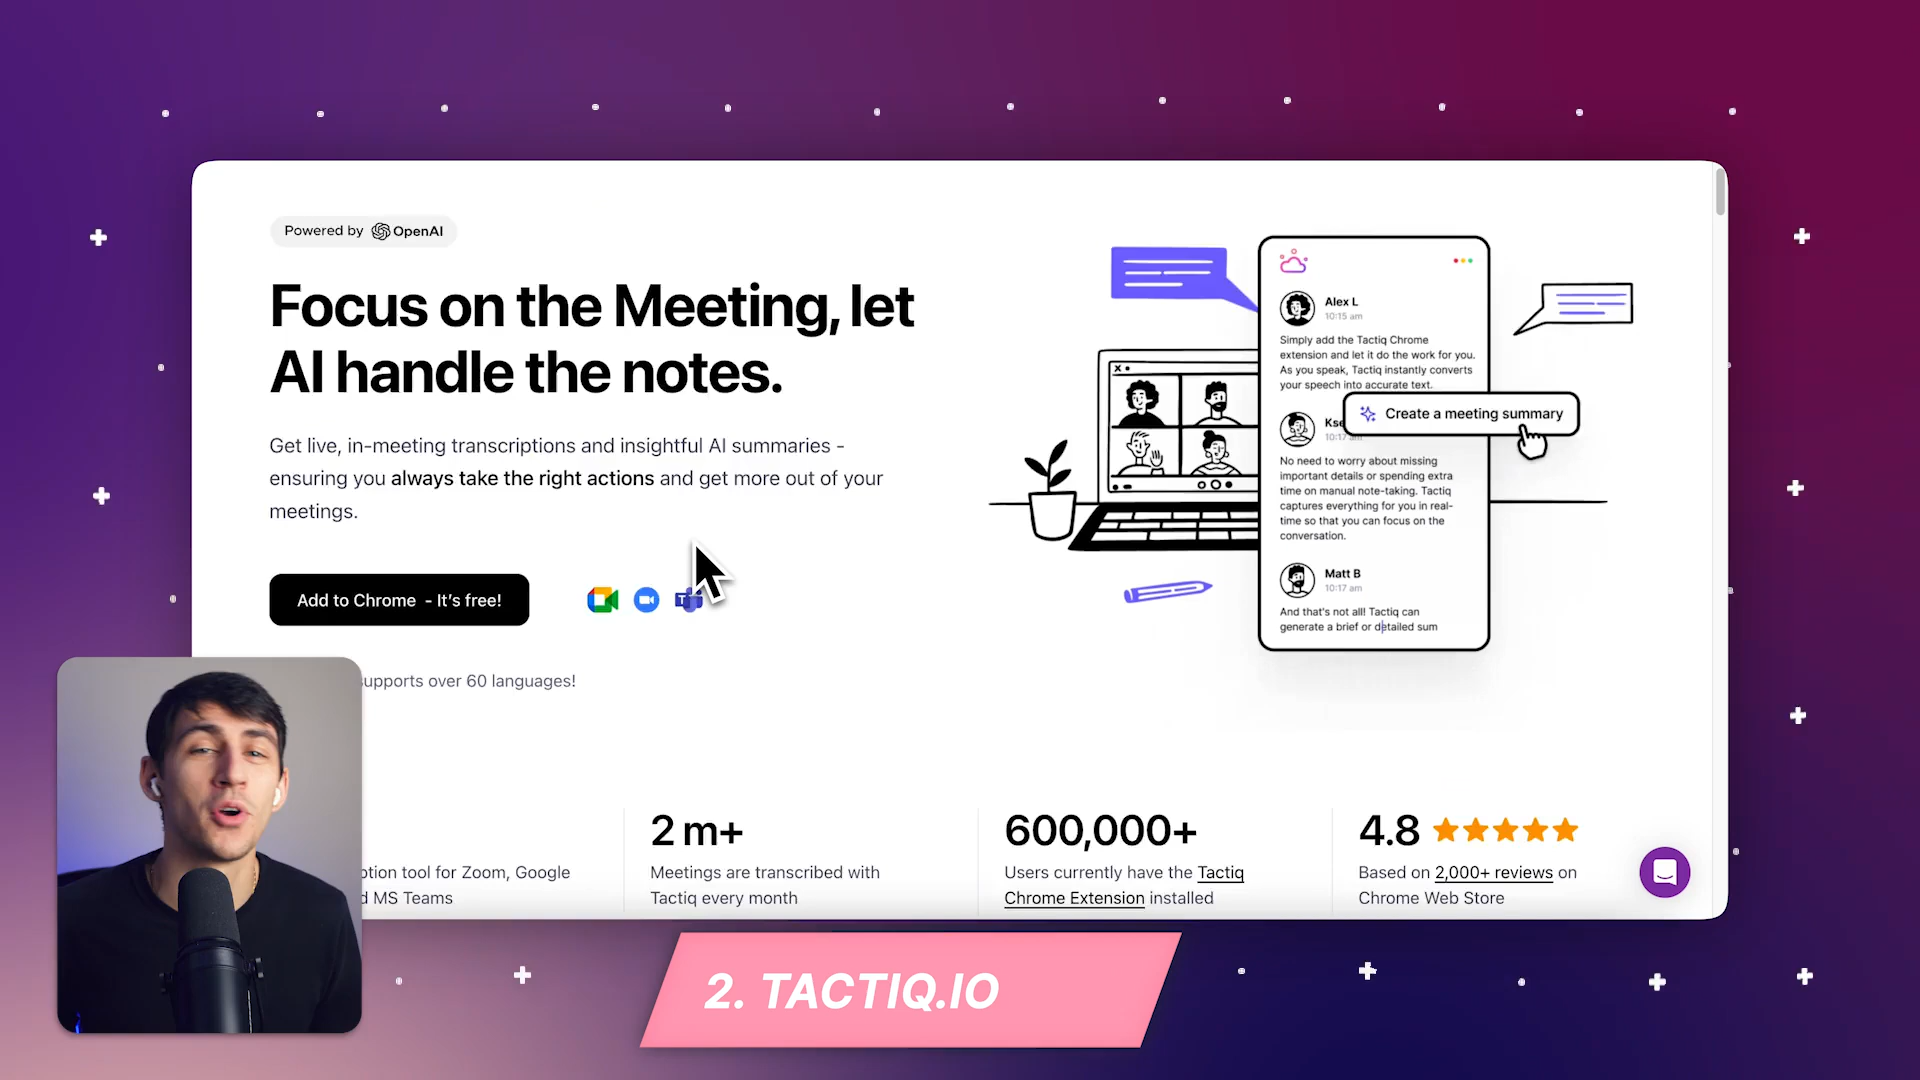 Powered by OpenAI
Focus on the Meeting, let
AI handle the notes.
Get live, in-meeting transcriptions and insightful AI summaries -
ensuring you always take the right actions and get more out of your
meetings.
Add to Chrome - It's free!
supports over 60 languages!
Alex L
10:15 am
Simply add the Tactiq Chrome
extension and let it do the work for you.
As you speak, Tactiq instantly converts
your speech into accurate text.
Create a meeting summary
Kse
10:17 am
No need to worry about missing
important details or spending extra
time on manual note-taking. Tactiq
captures everything for you in real-
time so that you can focus on the
conversation.
Matt B
10:17 am
And that's not all! Tactiq can
generate a brief or detailed sum
ption tool for Zoom, Google
d MS Teams
2 m+
Meetings are transcribed with
Tactiq every month
600,000+
Users currently have the Tactiq
Chrome Extension installed
4.8
Based on 2,000+ reviews on
Chrome Web Store
2. TACTIQ.IO